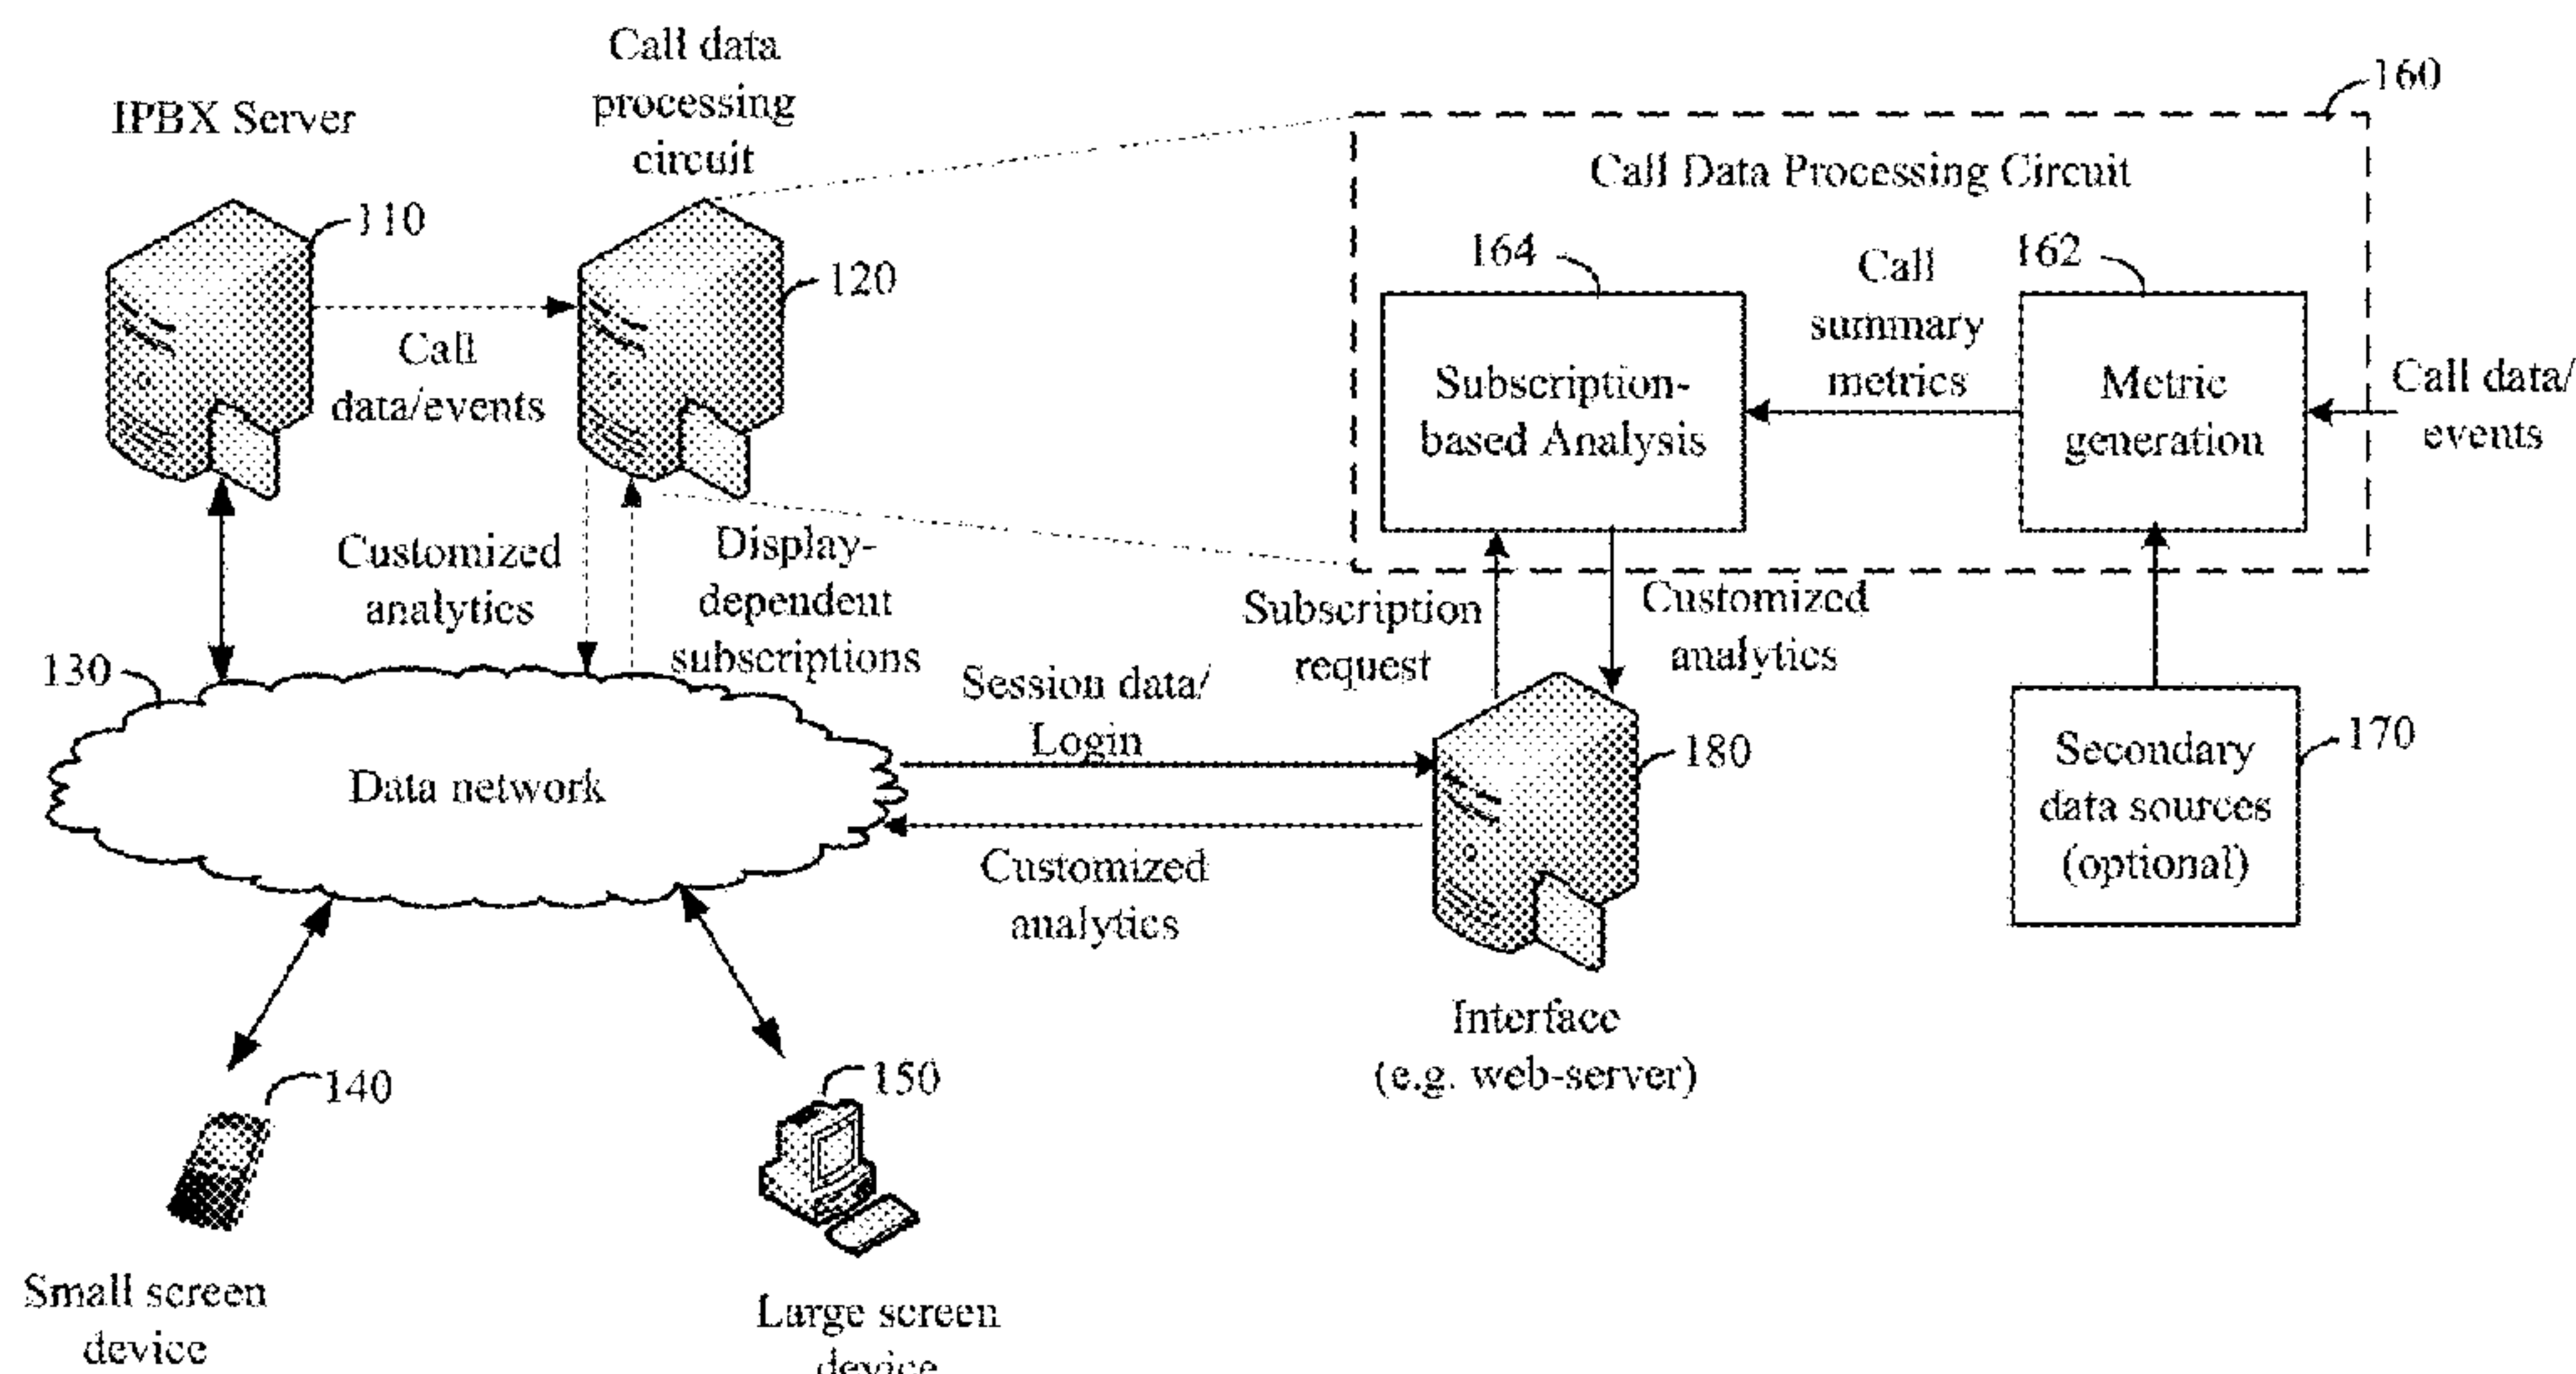 IPBX Server
110
Call data
processing
circuit
120
Call
data/events
Customized
analytics
Display-
dependent
subscriptions
130
Data network
Session data/
Login
Customized
analytics
140
Small screen
device
150
Large screen
device
160
Call Data Processing Circuit
164
Subscription-
based Analysis
Call
summary
metrics
162
Metric
generation
Call data/
events
Subscription
request
Customized
analytics
180
Interface
(e.g. web-server)
Secondary
data sources
(optional)
170